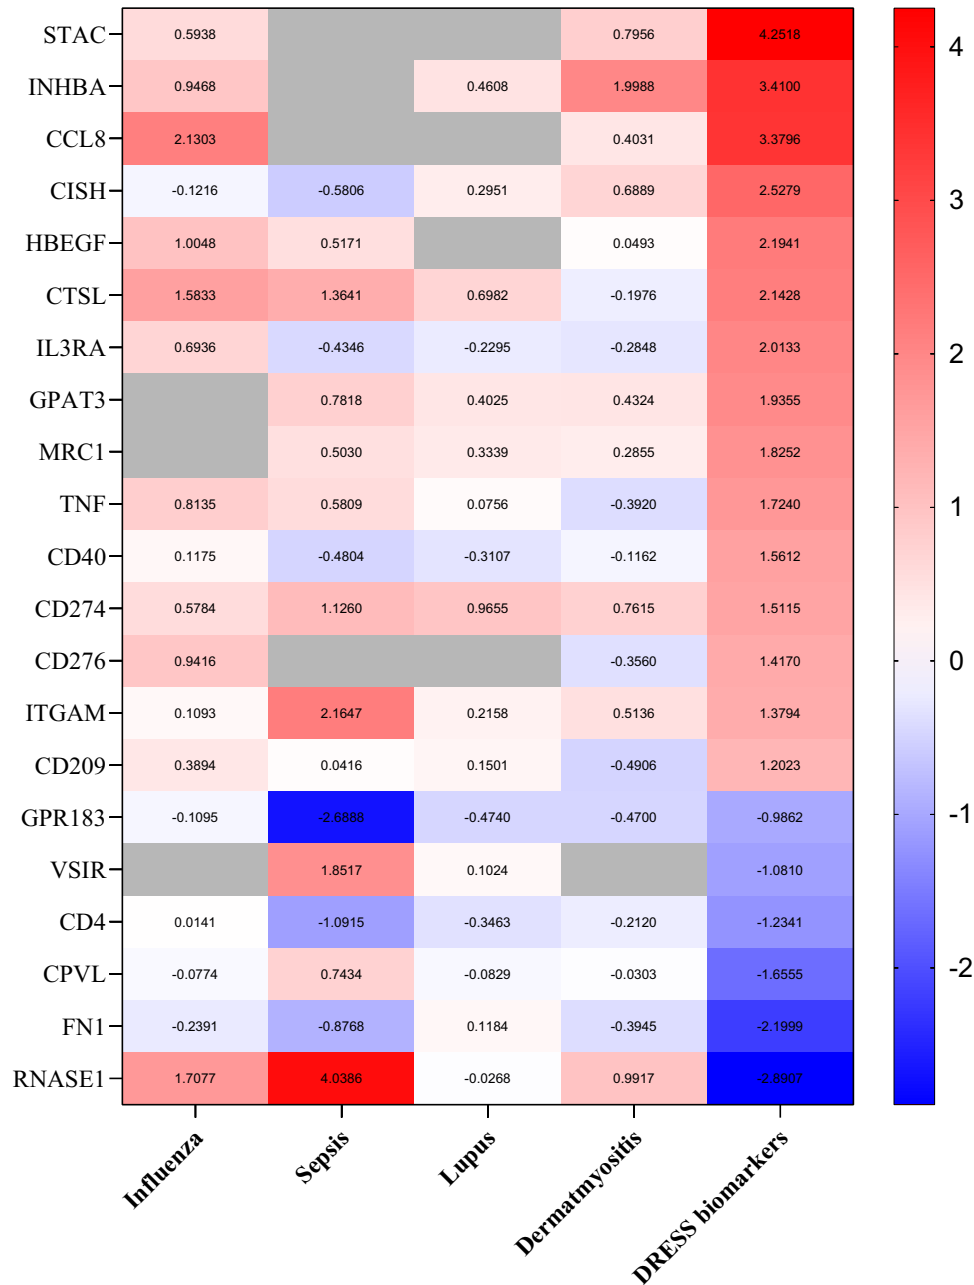 STAC 0.5938 0.7956 4.2518
INHBA 0.9468 0.4608 1.9988 3.4100
CCL8 2.1303 0.4031 3.3796
CISH -0.1216 -0.5806 0.2951 0.6889 2.5279
HBEGF 1.0048 0.5171 0.0493 2.1941
CTSL 1.5833 1.3641 0.6982 -0.1976 2.1428
IL3RA 0.6936 -0.4346 -0.2295 -0.2848 2.0133
GPAT3 0.7818 0.4025 0.4324 1.9355
MRC1 0.5030 0.3339 0.2855 1.8252
TNF 0.8135 0.5809 0.0756 -0.3920 1.7240
CD40 0.1175 -0.4804 -0.3107 -0.1162 1.5612
CD274 0.5784 1.1260 0.9655 0.7615 1.5115
CD276 0.9416 -0.3560 1.4170
ITGAM 0.1093 2.1647 0.2158 0.5136 1.3794
CD209 0.3894 0.0416 0.1501 -0.4906 1.2023
GPR183 -0.1095 -2.6888 -0.4740 -0.4700 -0.9862
VSIR 1.8517 0.1024 -1.0810
CD4 0.0141 -1.0915 -0.3463 -0.2120 -1.2341
CPVL -0.0774 0.7434 -0.0829 -0.0303 -1.6555
FN1 -0.2391 -0.8768 0.1184 -0.3945 -2.1999
RNASE1 1.7077 4.0386 -0.0268 0.9917 -2.8907
Influenza
Sepsis
Lupus
Dermatmyositis
DRESS biomarkers
4
3
2
1
0
-1
-2